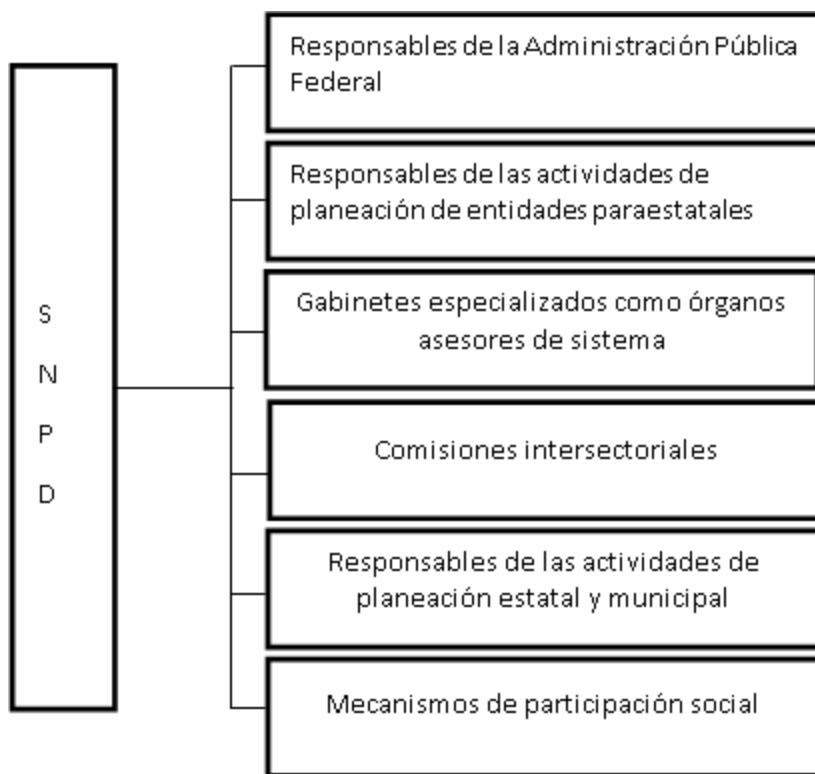 S
N
P
D
Responsables de la Administración Pública
Federal
Responsables de las actividades de
planeación de entidades paraestatales
Gabinetes especializados como órganos
asesores de sistema
Comisiones intersectoriales
Responsables de las actividades de
planeación estatal y municipal
Mecanismos de participación social